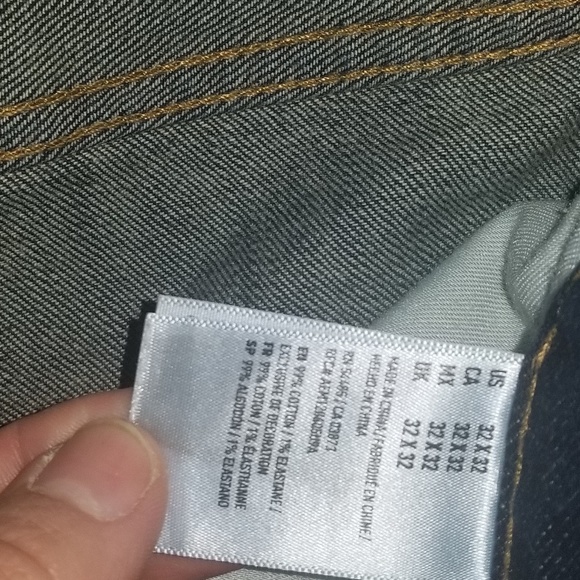 US 32 X 32
CA 32 X 32
MX 32 X 32
UK 32 X 32
MADE IN CHINA / FABRIQUÉ EN CHINE /
HECHO EN CHINA
EXCLUSIVE OF DECORATION
EN 99% COTTON / 1% ELASTANE /
FR 99% COTON / 1% ELASTHANNE
SP 99% ALGODON / 1% ELASTANO